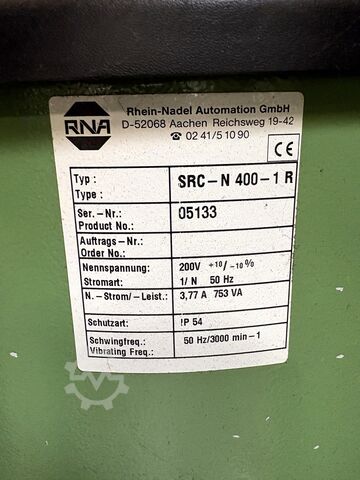 RNA
Rhein-Nadel Automation GmbH
D-52068 Aachen Reichsweg 19-42
☎ 02 41/5 10 90
CE
Typ : SRC-N 400-1 R
Type :
Ser.-Nr.: 05133
Product No.:
Auftrags-Nr.:
Order No.:
Nennspannung: 200V +10/-10%
Stromart: 1/ N 50 Hz
N.-Strom/-Leist.: 3,77 A 753 VA
Schutzart: IP 54
Schwingfreq.: 50 Hz/3000 min-1
Vibrating Freq.: